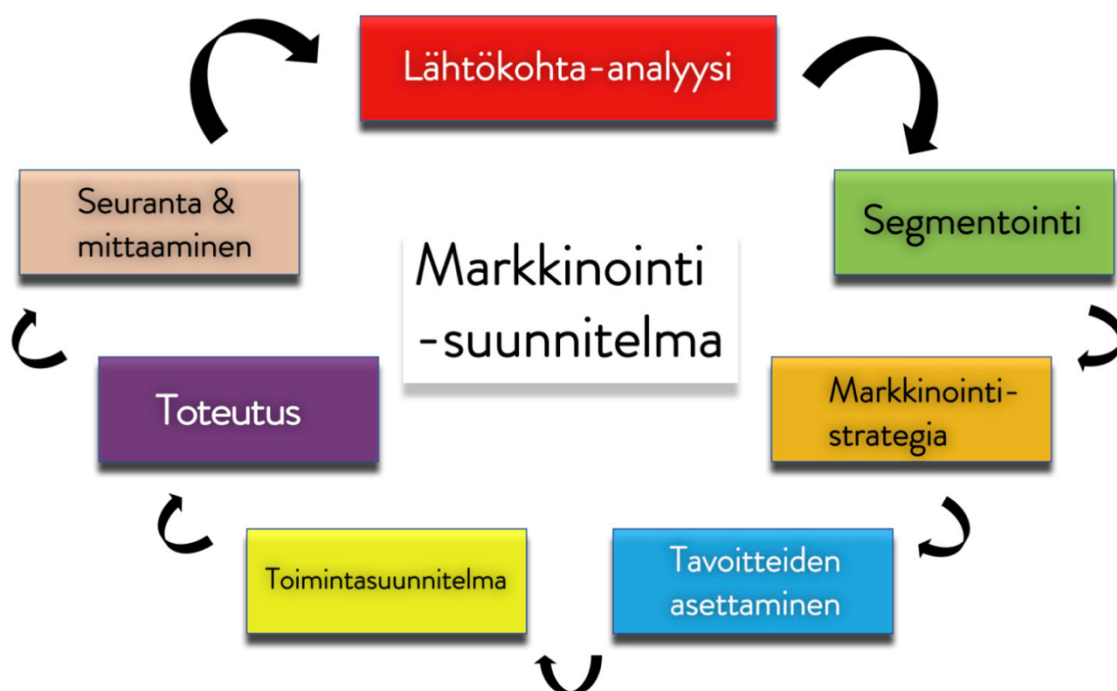 Lähtökohta-analyysi
Segmentointi
Markkinointi-
strategia
Tavoitteiden
asettaminen
Toimintasuunnitelma
Toteutus
Seuranta &
mittaaminen
Markkinointi
-suunnitelma